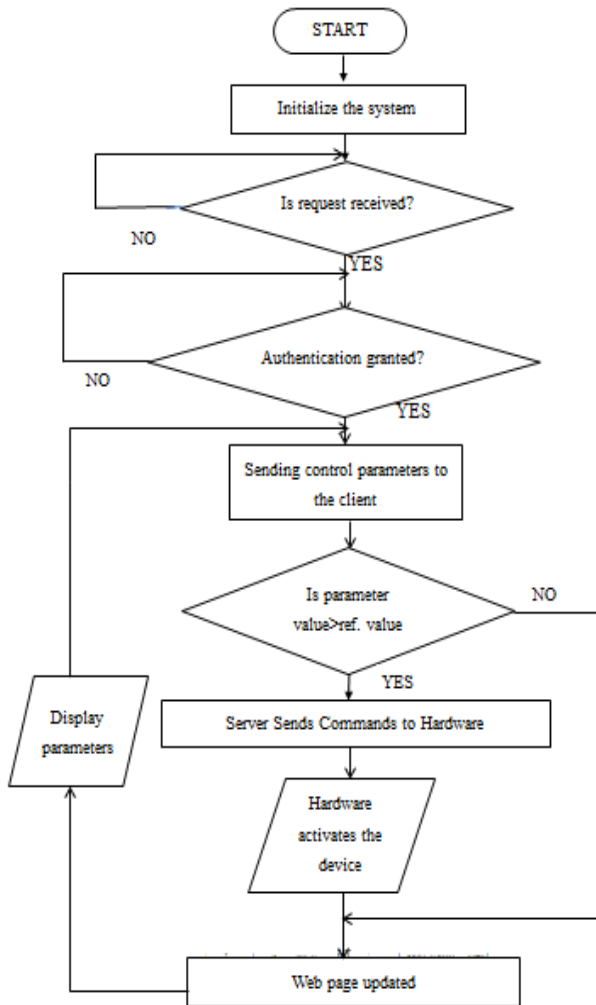 START
Initialize the system
Is request received?
NO
YES
Authentication granted?
NO
YES
Sending control parameters to
the client
Is parameter
value>ref. value
NO
YES
Display
parameters
Server Sends Commands to Hardware
Hardware
activates the
device
Web page updated